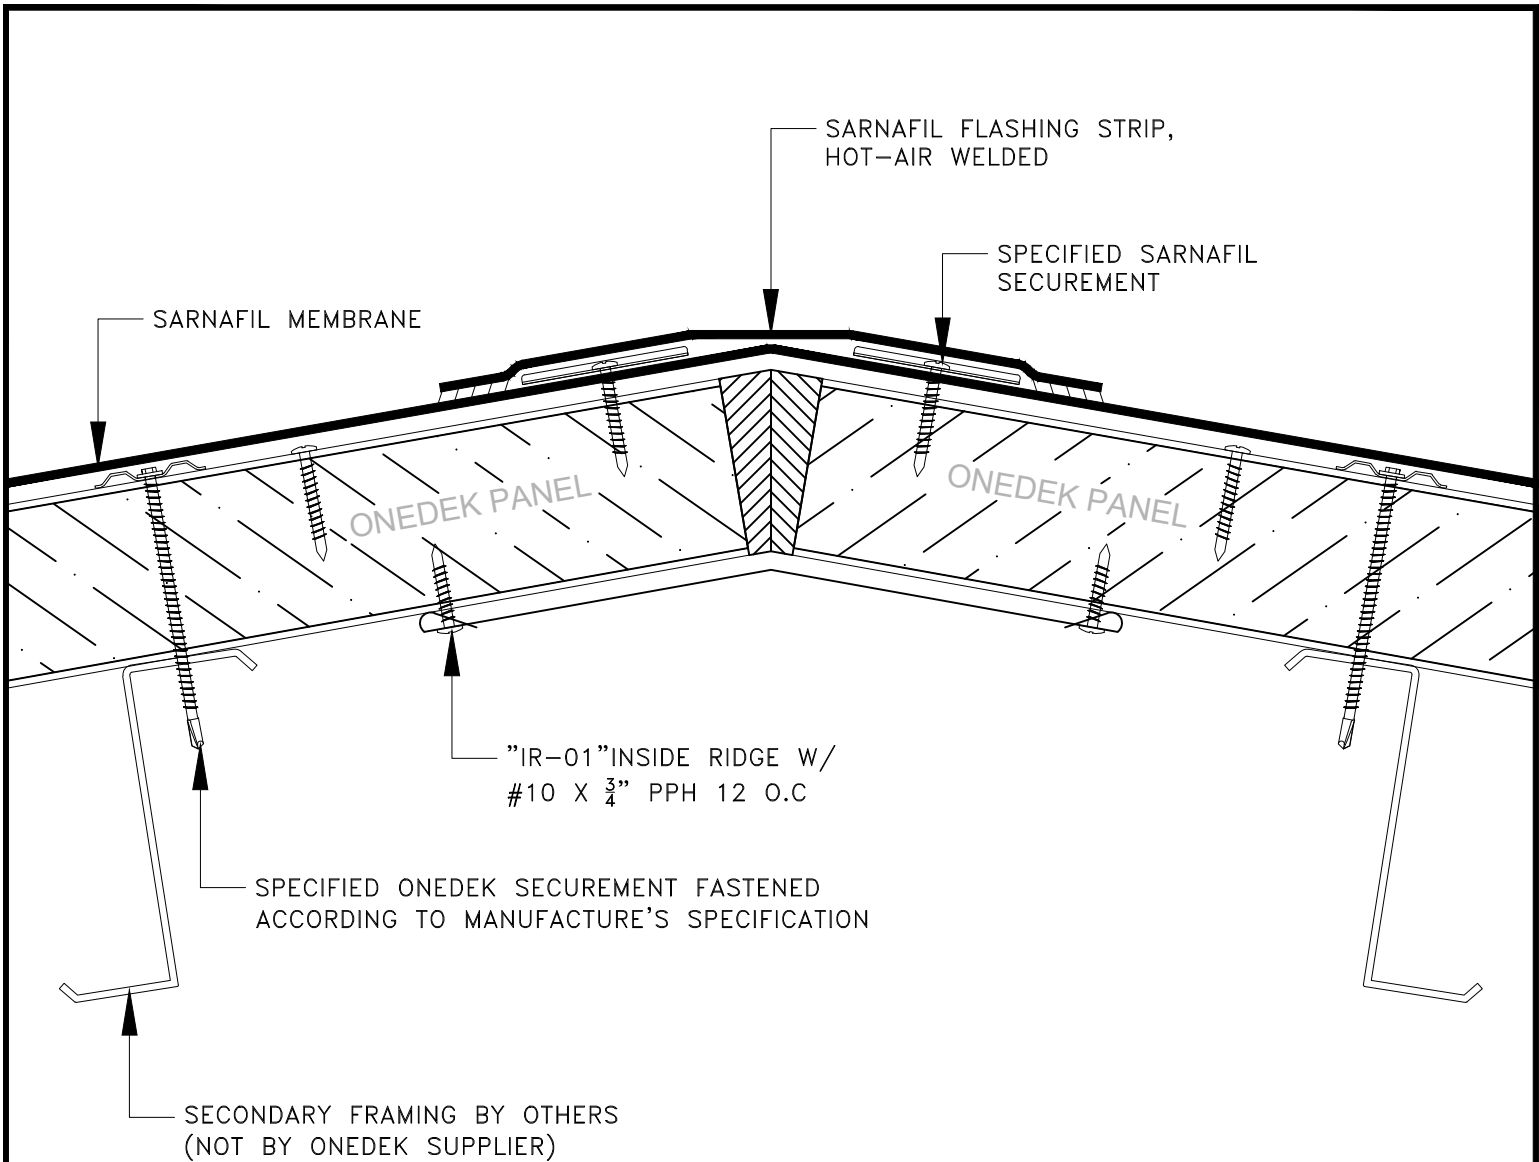 SARNAFIL FLASHING STRIP,
HOT-AIR WELDED
SPECIFIED SARNAFIL
SECUREMENT
SARNAFIL MEMBRANE
ONEDEK PANEL
ONEDEK PANEL
"IR-01"INSIDE RIDGE W/
#10 X 3/4" PPH 12 O.C
SPECIFIED ONEDEK SECUREMENT FASTENED
ACCORDING TO MANUFACTURE'S SPECIFICATION
SECONDARY FRAMING BY OTHERS
(NOT BY ONEDEK SUPPLIER)